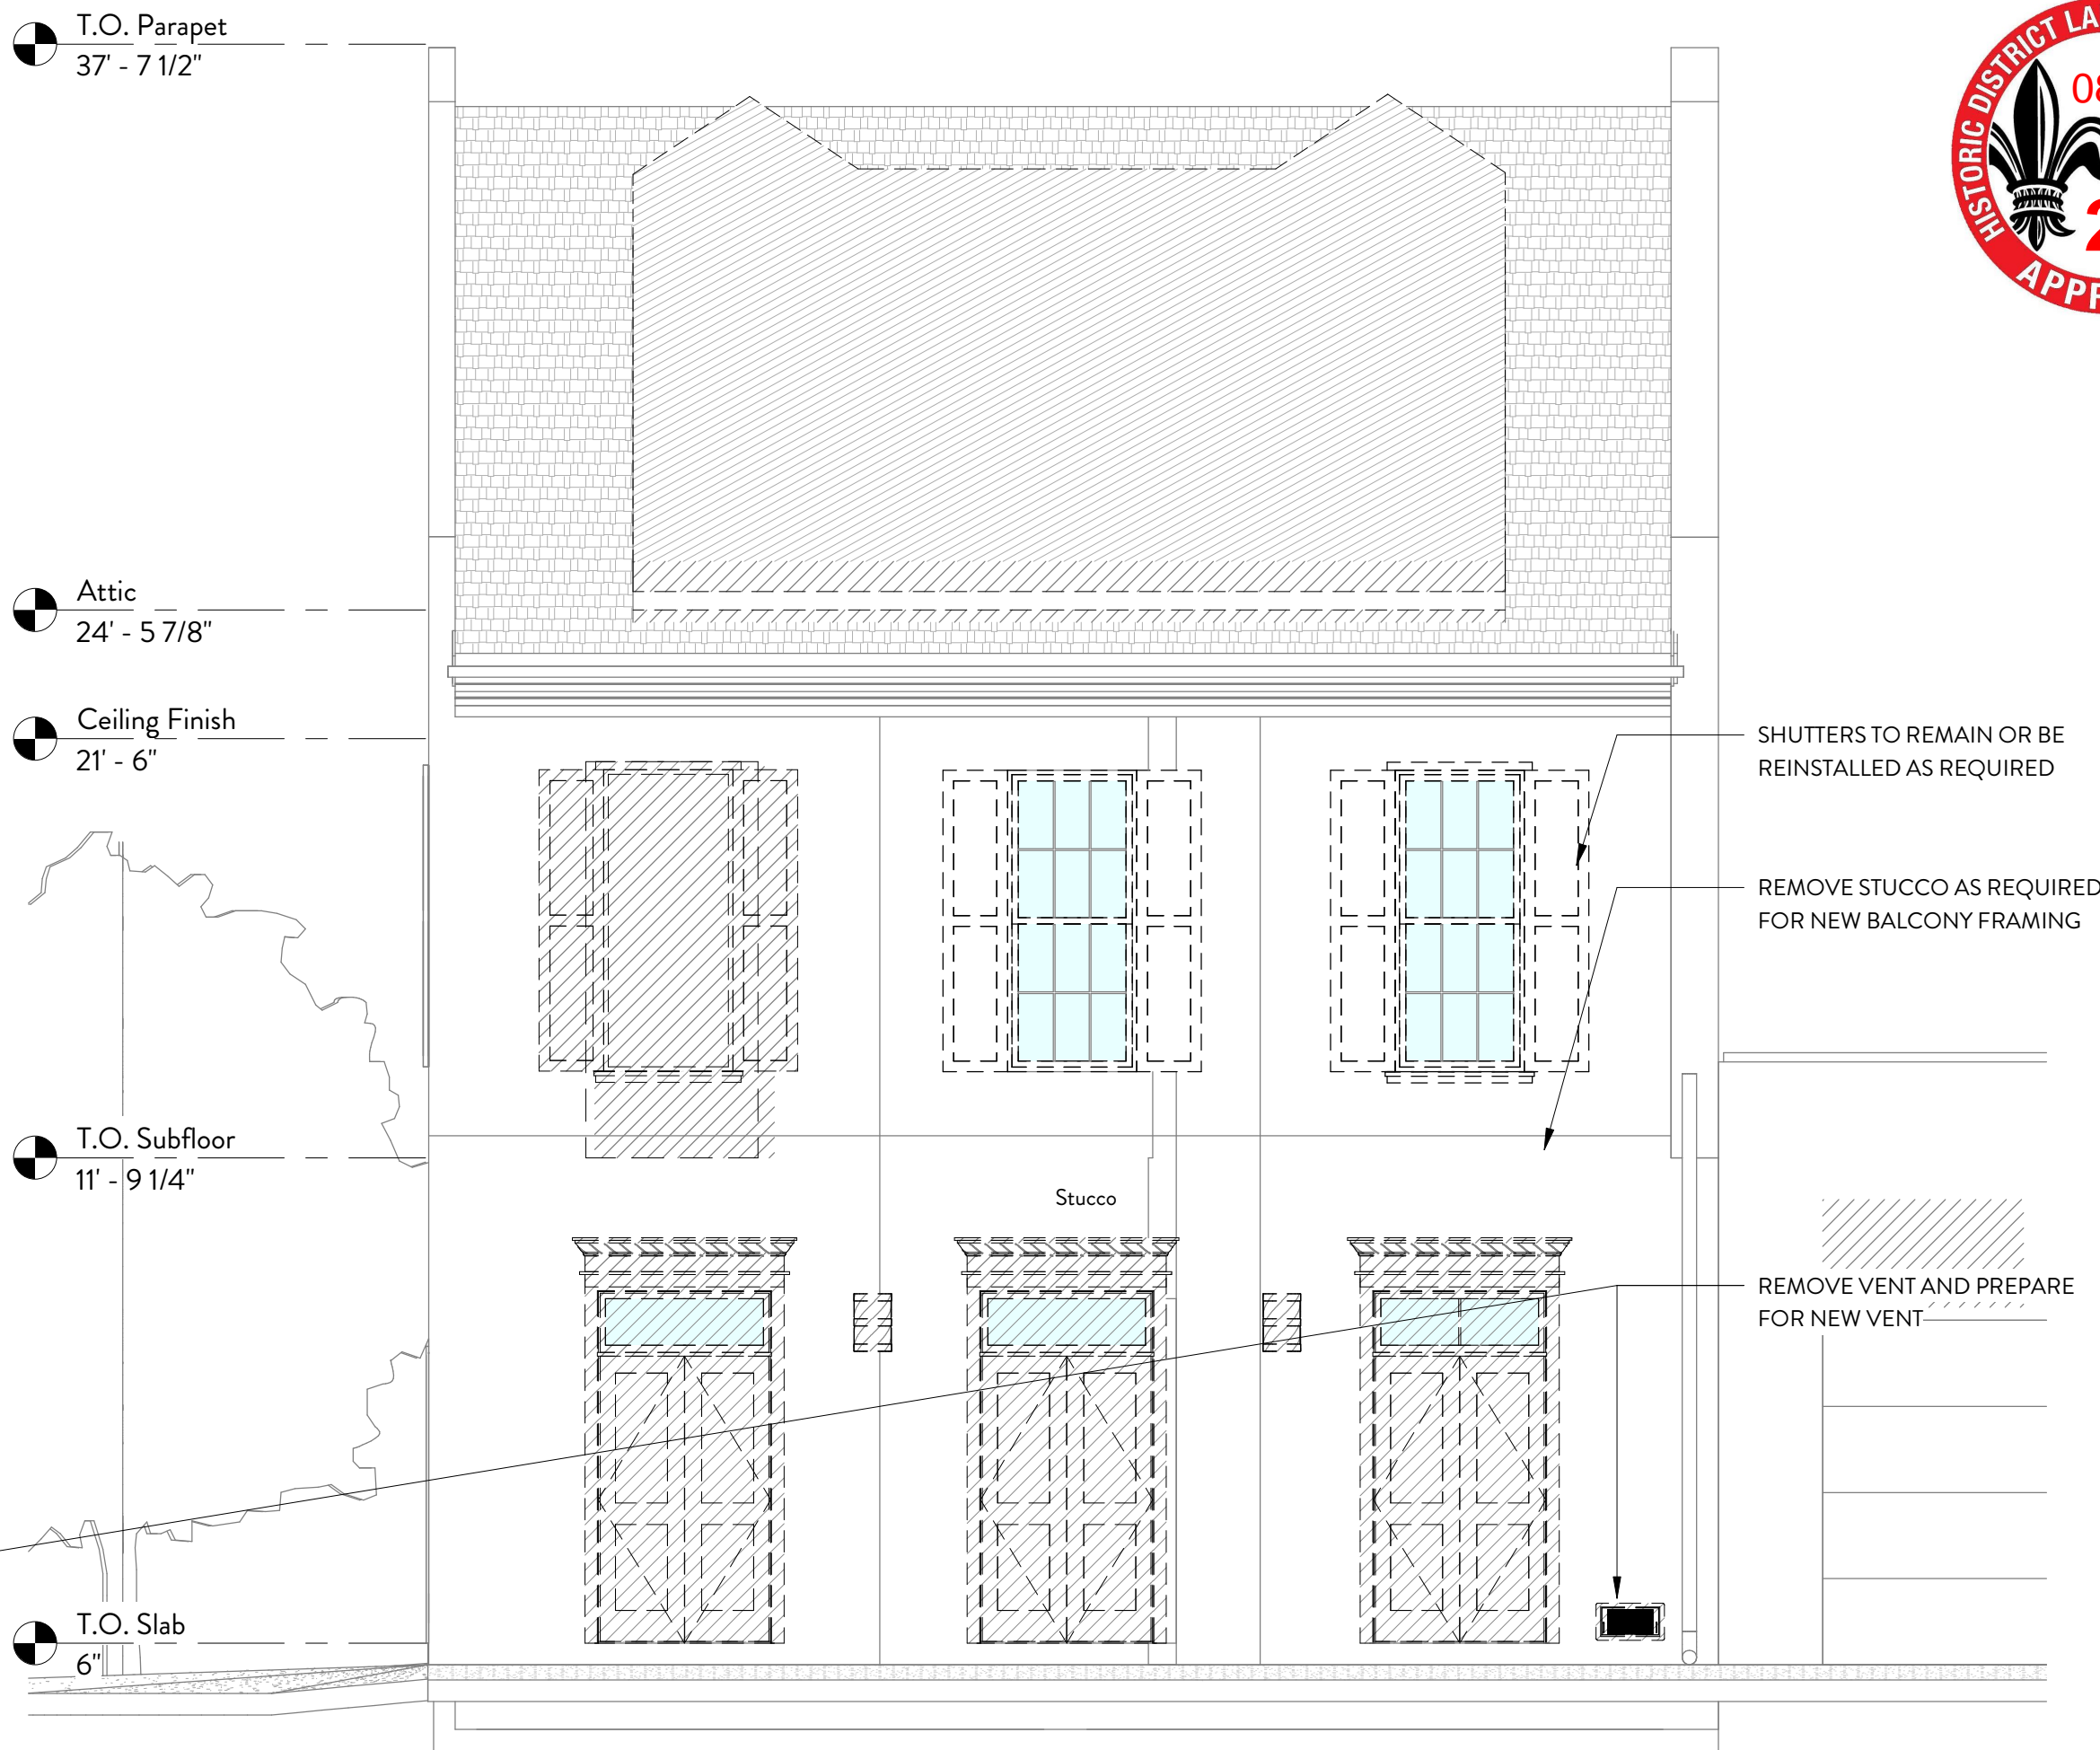 T.O. Parapet
37' - 7 1/2"
HISTORIC DISTRICT
08
2
Attic
24' - 5 7/8"
Ceiling Finish
21' - 6"
SHUTTERS TO REMAIN OR BE
REINSTALLED AS REQUIRED
REMOVE STUCCO AS REQUIRED
FOR NEW BALCONY FRAMING
T.O. Subfloor
11' - 9 1/4"
Stucco
REMOVE VENT AND PREPARE
FOR NEW VENT
T.O. Slab
6"